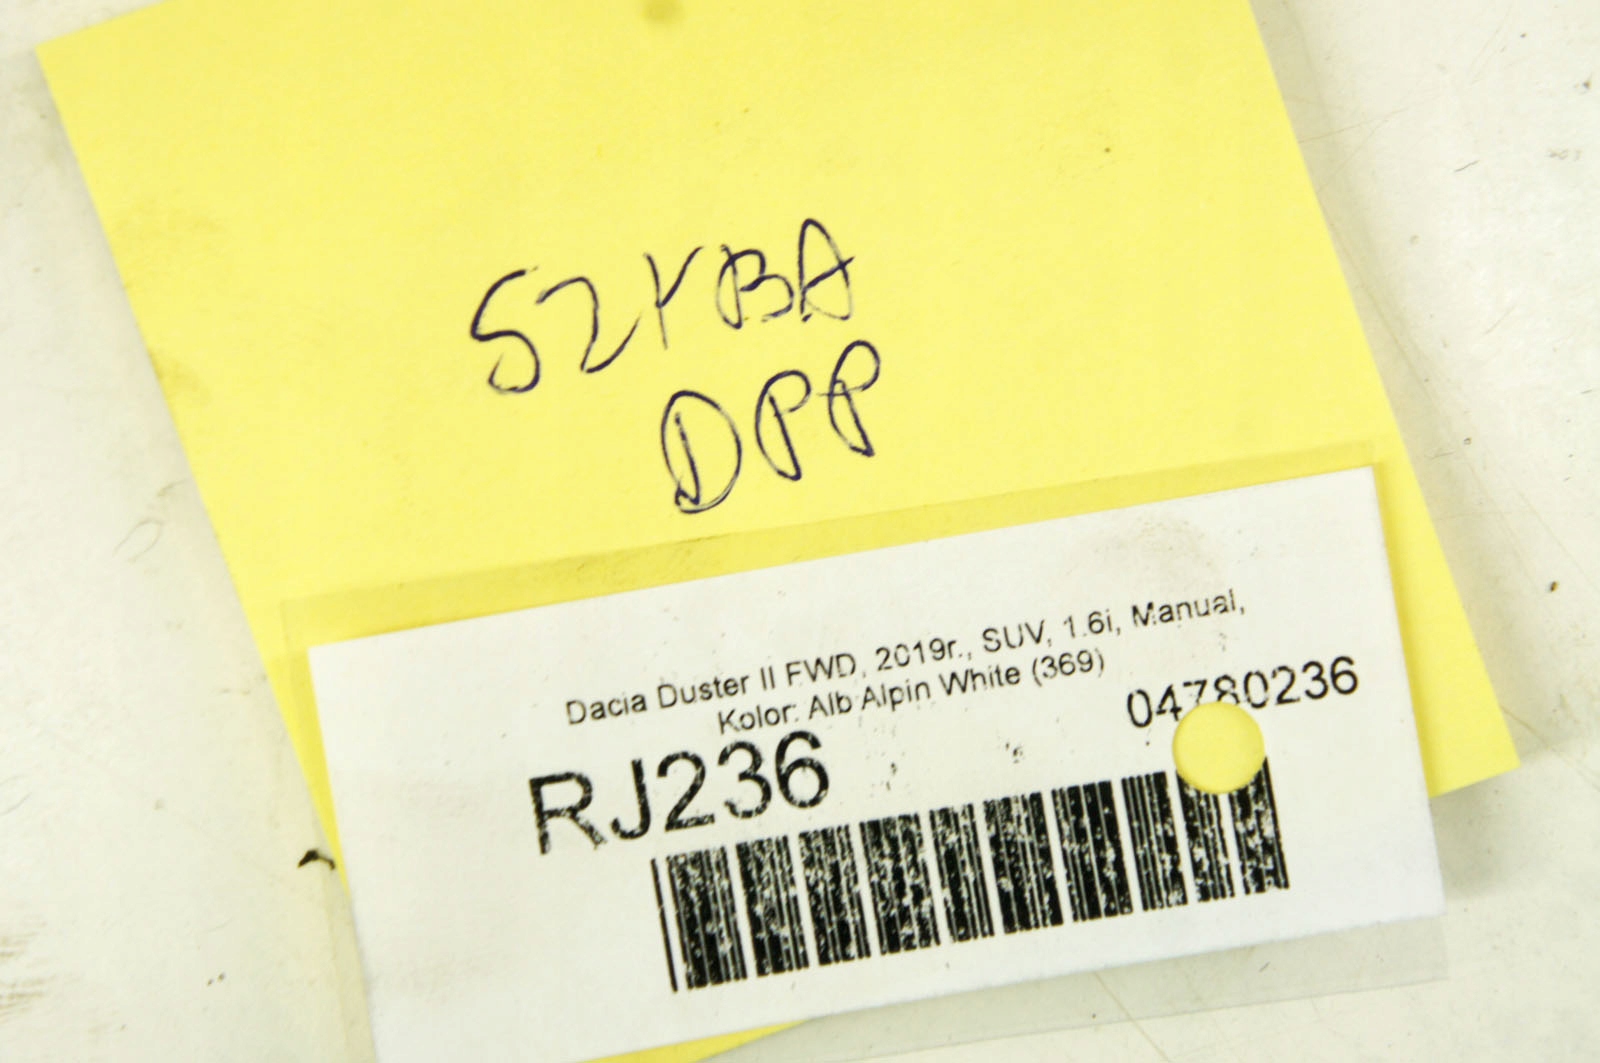 SZYBA
DPP
Dacia Duster II FWD, 2019r., SUV, 1.6i, Manual,
Kolor: Alb Alpin White (369)
04780236
RJ236